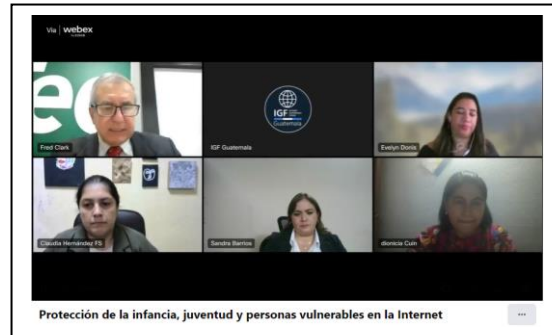 Vía | webex
éo
IGF
Guatemala
Fred Clark
IGF Guatemala
Evelyn Donis
Claudia Hernández FS
Sandra Barrios
dionicia Cuin
Protección de la infancia, juventud y personas vulnerables en la Internet
...